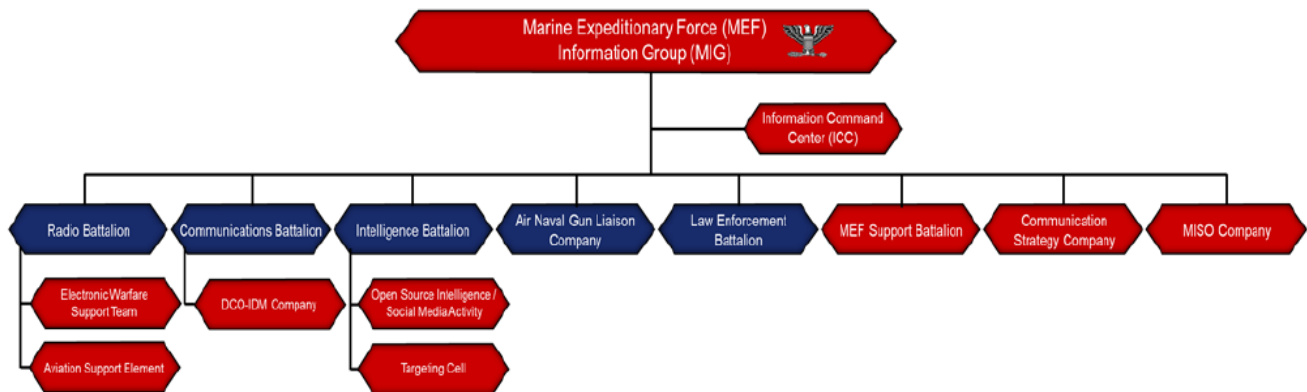 Marine Expeditionary Force (MEF)
Information Group (MIG)
Information Command
Center (ICC)
Radio Battalion
Communications Battalion
Intelligence Battalion
Air Naval Gun Liaison
Company
Law Enforcement
Battalion
MEF Support Battalion
Communication
Strategy Company
MISO Company
Electronic Warfare
Support Team
DCO-IDM Company
Open Source Intelligence /
Social Media Activity
Aviation Support Element
Targeting Cell